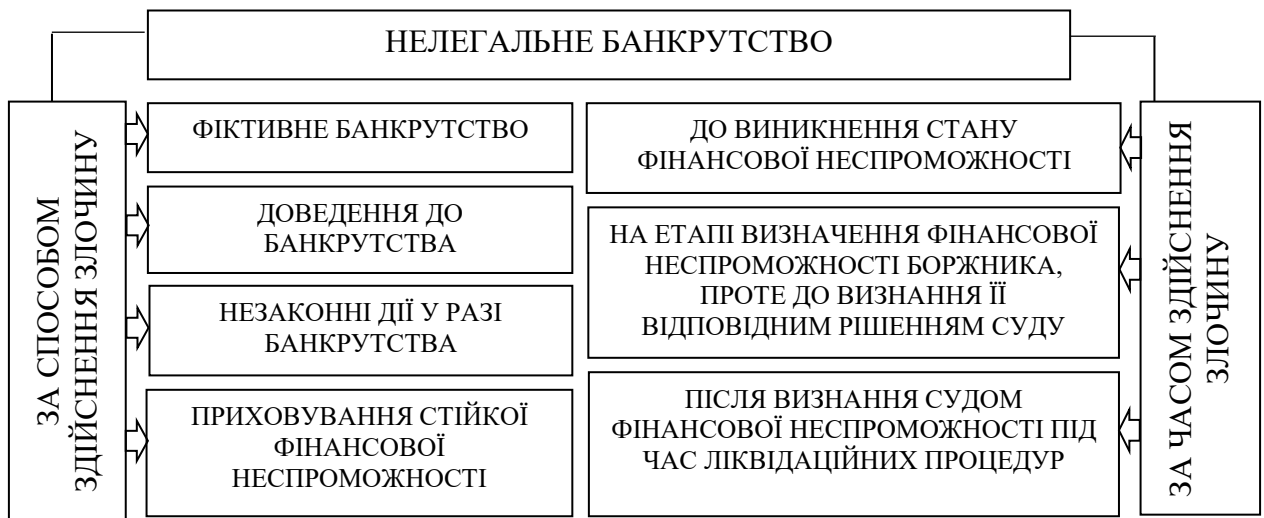 НЕЛЕГАЛЬНЕ БАНКРУТСТВО
ЗА СПОСОБОМ
ЗДІЙСНЕННЯ ЗЛОЧИНУ
ФІКТИВНЕ БАНКРУТСТВО
ДОВЕДЕННЯ ДО
БАНКРУТСТВА
НЕЗАКОННІ ДІЇ У РАЗІ
БАНКРУТСТВА
ПРИХОВУВАННЯ СТІЙКОЇ
ФІНАНСОВОЇ
НЕСПРОМОЖНОСТІ
ДО ВИНИКНЕННЯ СТАНУ
ФІНАНСОВОЇ НЕСПРОМОЖНОСТІ
НА ЕТАПІ ВИЗНАЧЕННЯ ФІНАНСОВОЇ
НЕСПРОМОЖНОСТІ БОРЖНИКА,
ПРОТЕ ДО ВИЗНАННЯ ЇЇ
ВІДПОВІДНИМ РІШЕННЯМ СУДУ
ПІСЛЯ ВИЗНАННЯ СУДОМ
ФІНАНСОВОЇ НЕСПРОМОЖНОСТІ ПІД
ЧАС ЛІКВІДАЦІЙНИХ ПРОЦЕДУР
ЗА ЧАСОМ ЗДІЙСНЕННЯ
ЗЛОЧИНУ